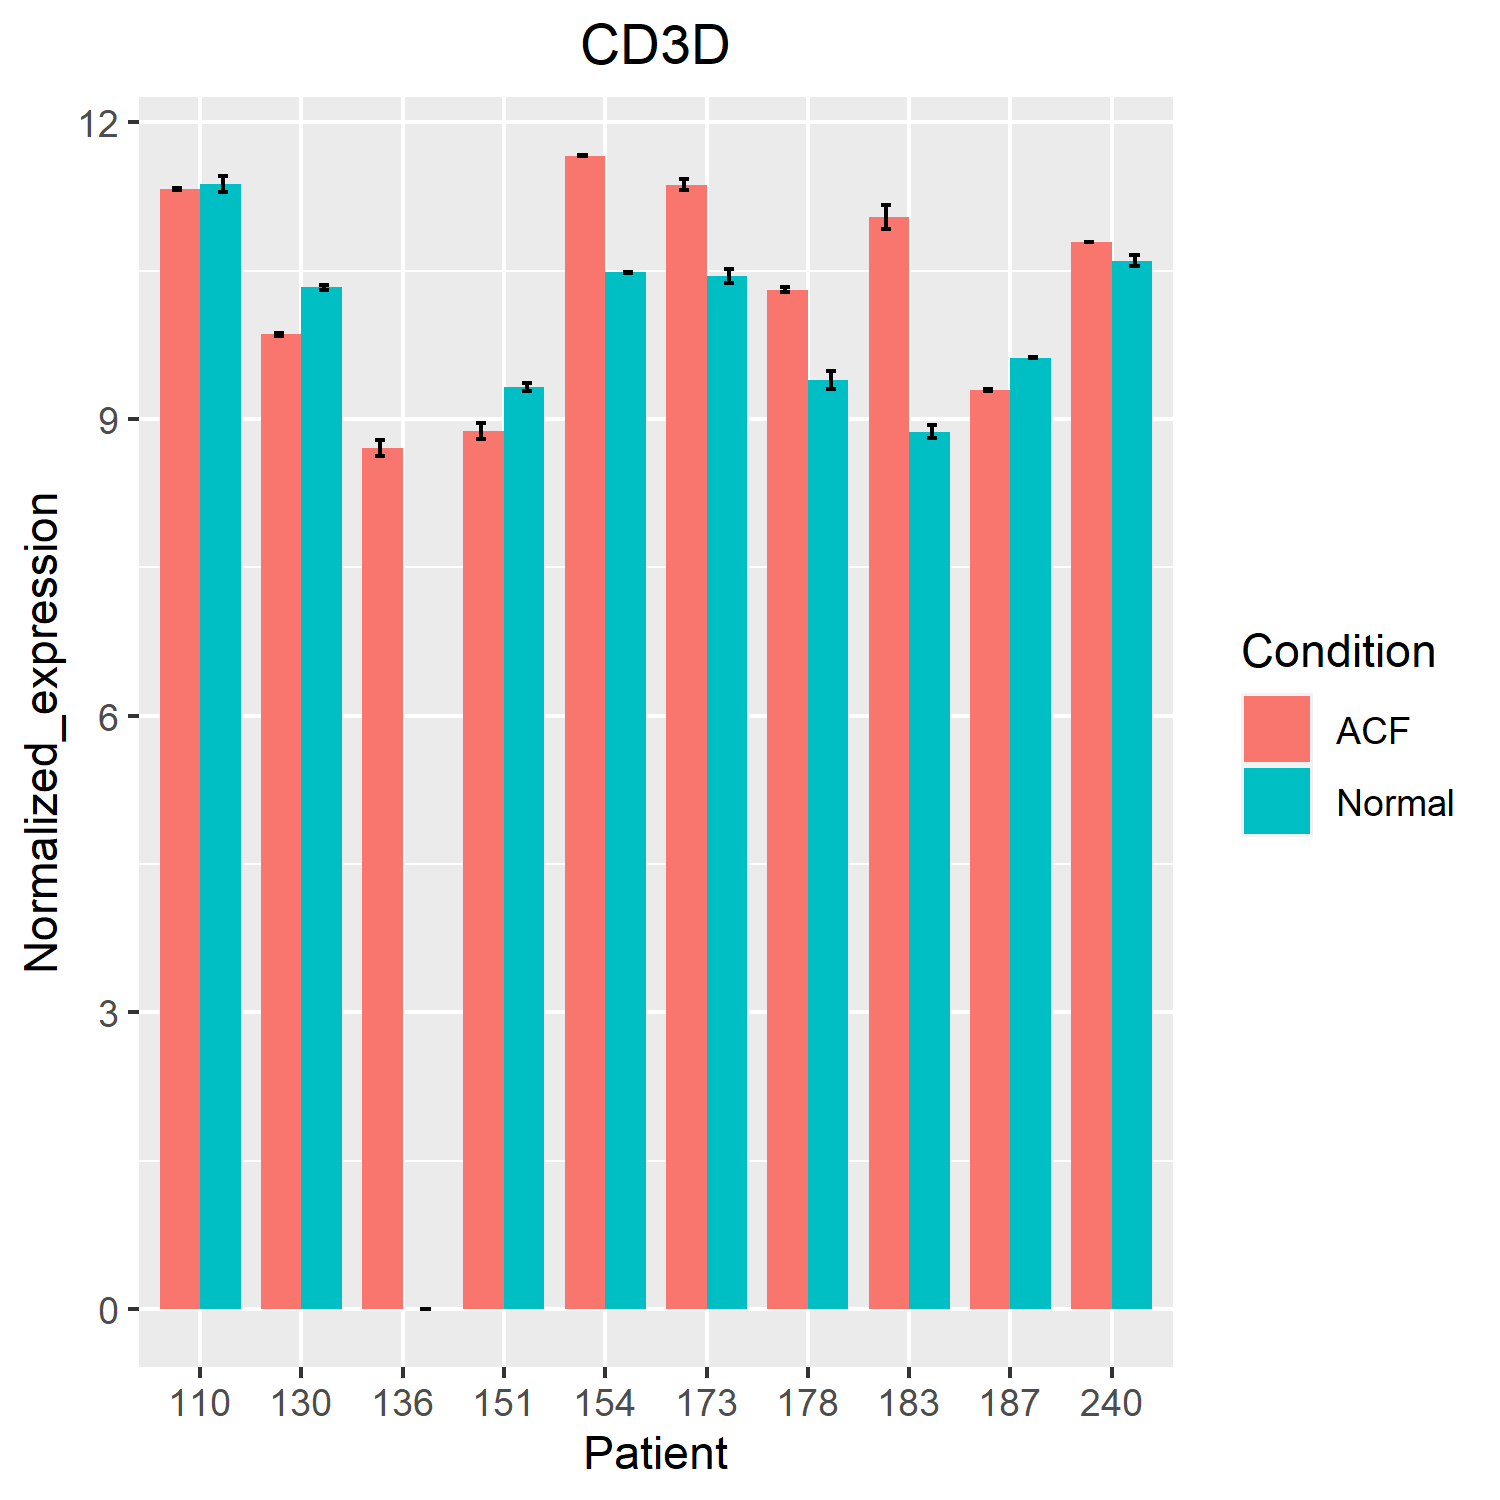 CD3D
12
9
6
3
0
Normalized_expression
110 130 136 151 154 173 178 183 187 240
Patient
Condition
ACF
Normal